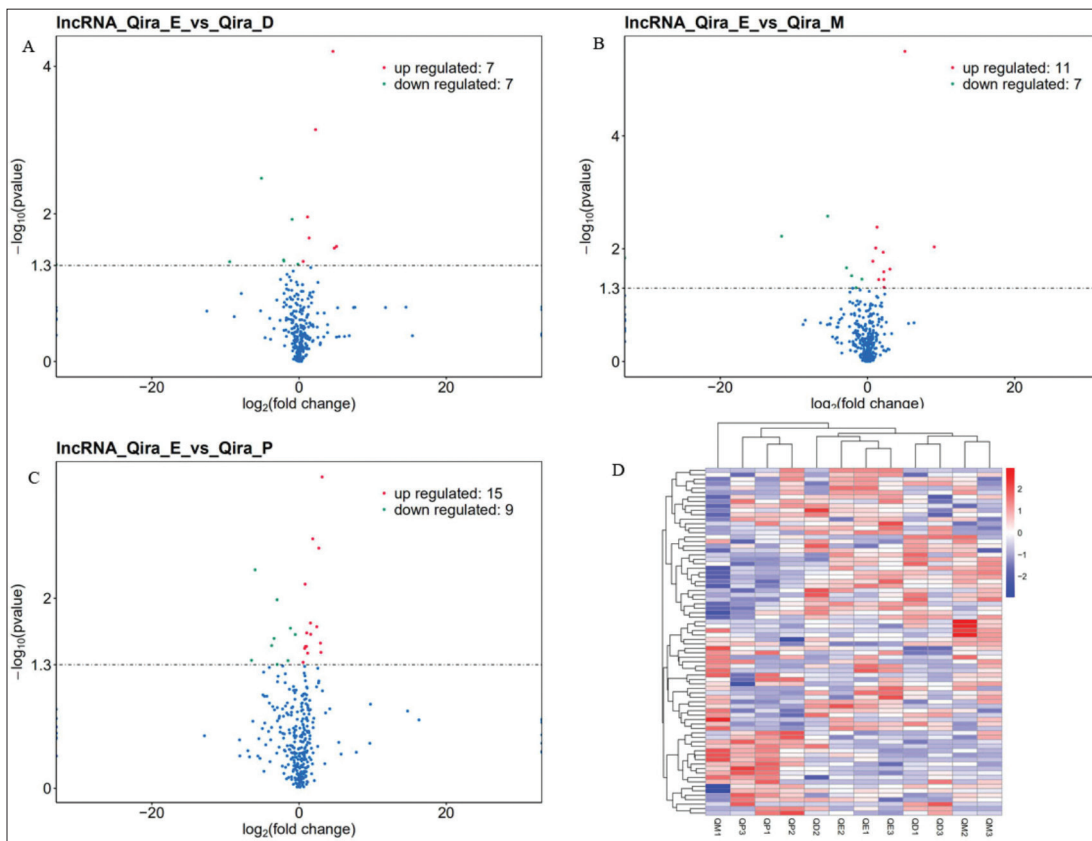 lncRNA_Qira_E_vs_Qira_D
A
up regulated: 7
down regulated: 7
4
2
1.3
0
−log10(pvalue)
−20
0
20
log2(fold change)
lncRNA_Qira_E_vs_Qira_M
B
up regulated: 11
down regulated: 7
4
2
1.3
0
−log10(pvalue)
−20
0
20
log2(fold change)
lncRNA_Qira_E_vs_Qira_P
C
up regulated: 15
down regulated: 9
2
1.3
0
−log10(pvalue)
−20
0
20
log2(fold change)
D
2
1
0
−1
−2
QM1
QP3
QP1
QP2
QD2
QE2
QE1
QE3
QD1
QD3
QM2
QM3